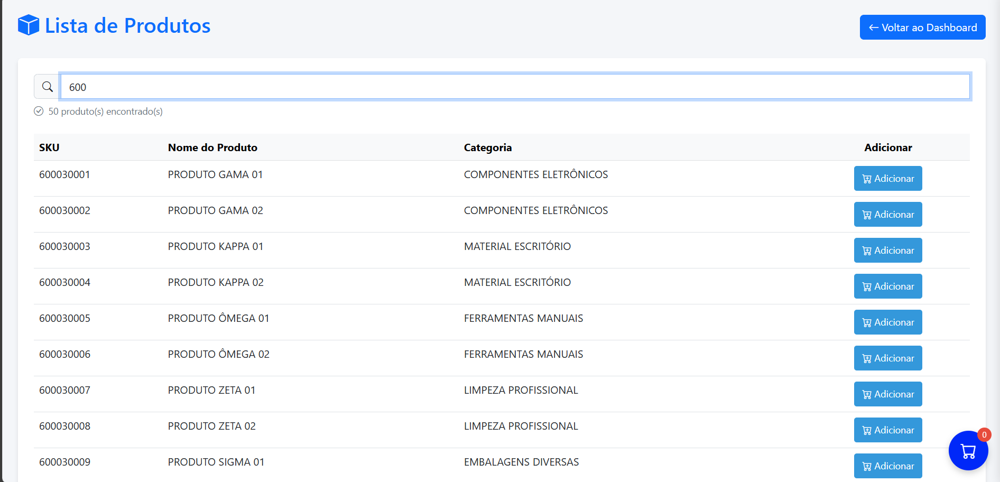 Lista de Produtos
Voltar ao Dashboard
600
50 produto(s) encontrado(s)
SKU Nome do Produto Categoria Adicionar
600030001 PRODUTO GAMA 01 COMPONENTES ELETRÔNICOS Adicionar
600030002 PRODUTO GAMA 02 COMPONENTES ELETRÔNICOS Adicionar
600030003 PRODUTO KAPPA 01 MATERIAL ESCRITÓRIO Adicionar
600030004 PRODUTO KAPPA 02 MATERIAL ESCRITÓRIO Adicionar
600030005 PRODUTO ÔMEGA 01 FERRAMENTAS MANUAIS Adicionar
600030006 PRODUTO ÔMEGA 02 FERRAMENTAS MANUAIS Adicionar
600030007 PRODUTO ZETA 01 LIMPEZA PROFISSIONAL Adicionar
600030008 PRODUTO ZETA 02 LIMPEZA PROFISSIONAL Adicionar
0
600030009 PRODUTO SIGMA 01 EMBALAGENS DIVERSAS Adicionar